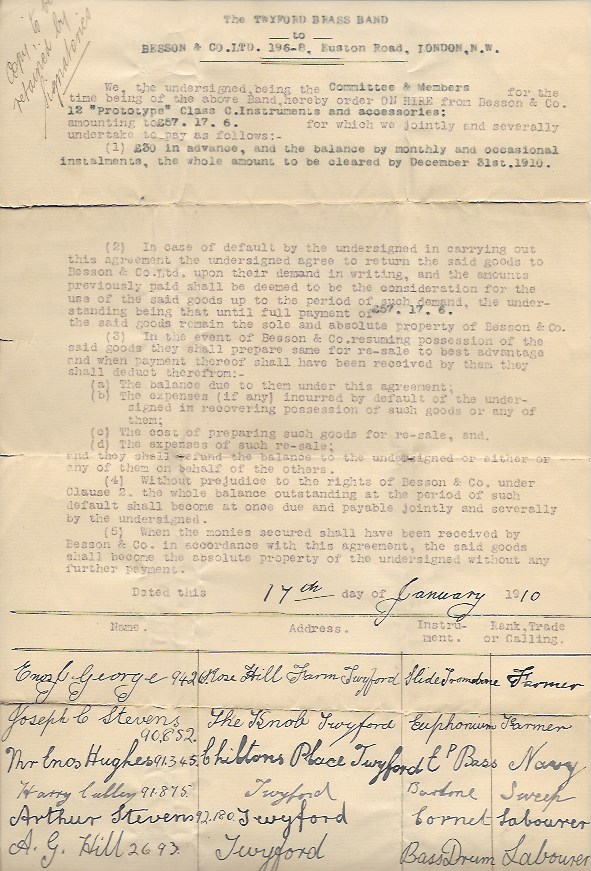 Copy to be
retained by
Signatories
The TWYFORD BRASS BAND
to
BESSON & CO.LTD. 196-8, Euston Road, LONDON,N.W.
We, the undersigned,being the Committee & Members for the
time being of the above Band,hereby order ON HIRE from Besson & Co.
12 "Prototype" Class C.Instruments and accessories:
amounting to £57. 17. 6. for which we jointly and severally
undertake to pay as follows:-
(1) £30 in advance, and the balance by monthly and occasional
instalments, the whole amount to be cleared by December 31st.1910.
(2) In case of default by the undersigned in carrying out
this agreement the undersigned agree to return the said goods to
Besson & Co.Ltd. upon their demand in writing, and the amounts
previously paid shall be deemed to be the consideration for the
use of the said goods up to the period of such demand, the under-
standing being that until full payment of £57. 17. 6.
the said goods remain the sole and absolute property of Besson & Co.
(3) In the event of Besson & Co.resuming possession of the
said goods they shall prepare same for re-sale to best advantage
and when payment thereof shall have been received by them they
shall deduct therefrom:-
(a) The balance due to them under this agreement;
(b) The expenses (if any) incurred by default of the under-
signed in recovering possession of such goods or any of
them;
(c) The cost of preparing such goods for re-sale, and,
(d) The expenses of such re-sale;
and they shall refund the balance to the undersigned or either or
any of them on behalf of the others.
(4) Without prejudice to the rights of Besson & Co. under
Clause 2. the whole balance outstanding at the period of such
default shall become at once due and payable jointly and severally
by the undersigned.
(5) When the monies secured shall have been received by
Besson & Co. in accordance with this agreement, the said goods
shall become the absolute property of the undersigned without any
further payment.
Dated this 17th day of January 1910
Name. Address. Instru-ment. Rank,Trade or Calling.
Enos J George 9426 Rose Hill Farm Twyford Slide Trombone Farmer
Joseph C Stevens 90,852. The Knob Twyford Euphonium Farmer
Mr Enos Hughes 91.345. Chiltons Place Twyford Eb Bass Navy
Harry 91.875. Twyford Baritone Sweep
Arthur Stevens 92.180. Twyford Cornet Labourer
A. G. Hill 2693. Twyford Bass Drum Labourer